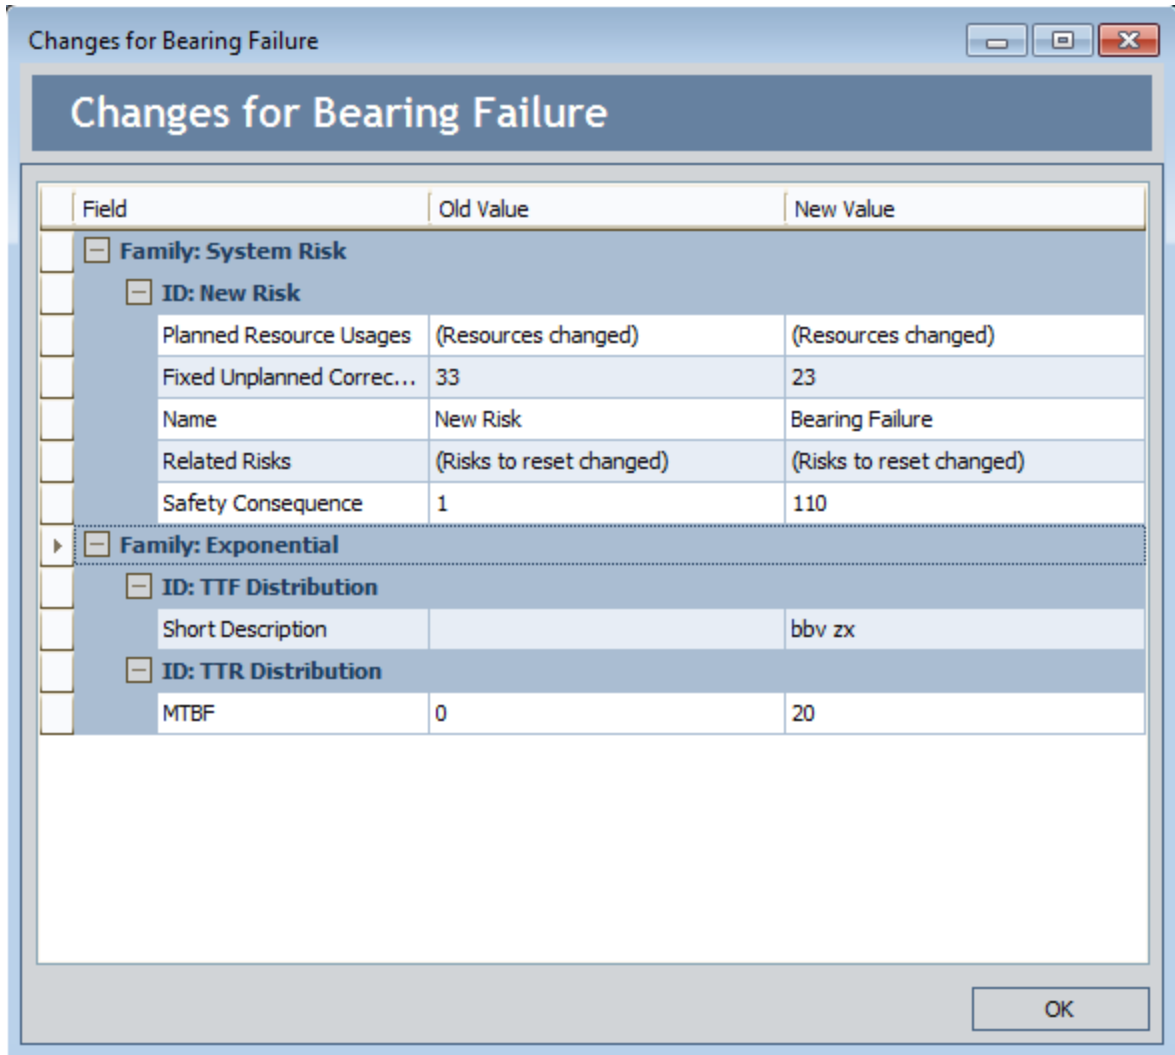 Changes for Bearing Failure
Changes for Bearing Failure
Field Old Value New Value
Family: System Risk
ID: New Risk
Planned Resource Usages (Resources changed) (Resources changed)
Fixed Unplanned Correc... 33 23
Name New Risk Bearing Failure
Related Risks (Risks to reset changed) (Risks to reset changed)
Safety Consequence 1 110
Family: Exponential
ID: TTF Distribution
Short Description bbv zx
ID: TTR Distribution
MTBF 0 20
OK